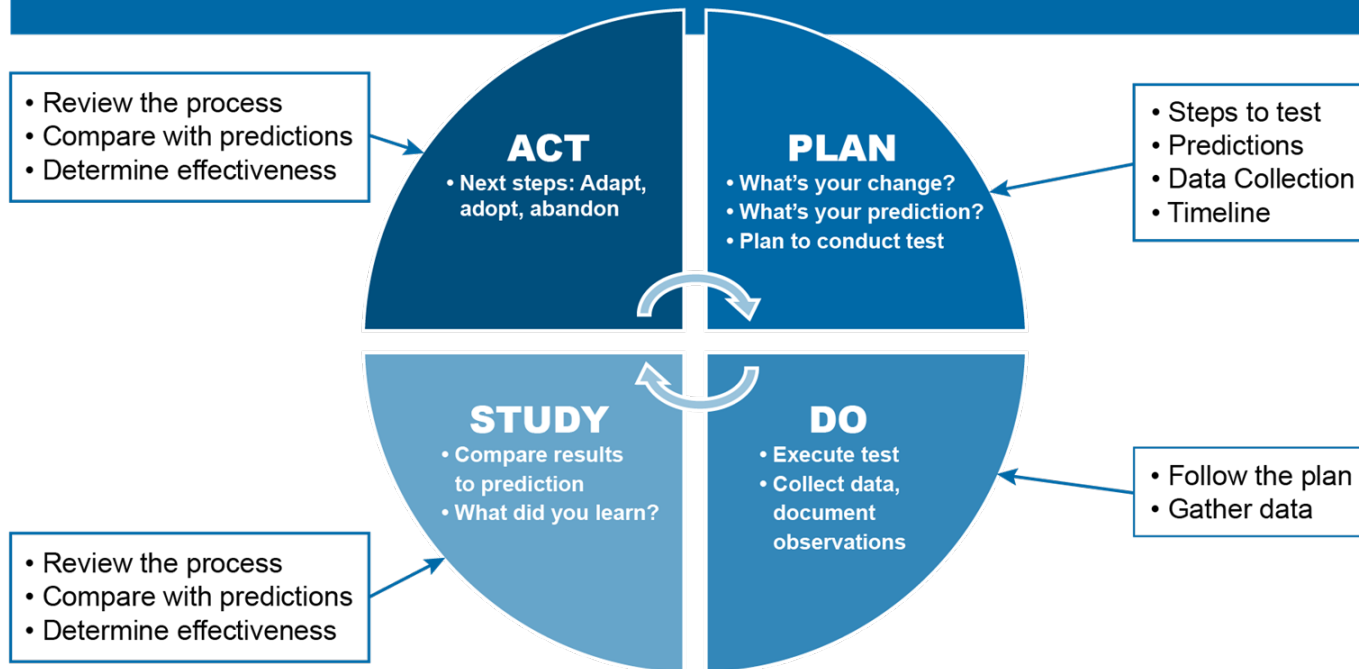 • Review the process
• Compare with predictions
• Determine effectiveness
ACT
• Next steps: Adapt,
adopt, abandon
PLAN
• What's your change?
• What's your prediction?
• Plan to conduct test
• Steps to test
• Predictions
• Data Collection
• Timeline
STUDY
• Compare results
to prediction
• What did you learn?
DO
• Execute test
• Collect data,
document
observations
• Follow the plan
• Gather data
• Review the process
• Compare with predictions
• Determine effectiveness